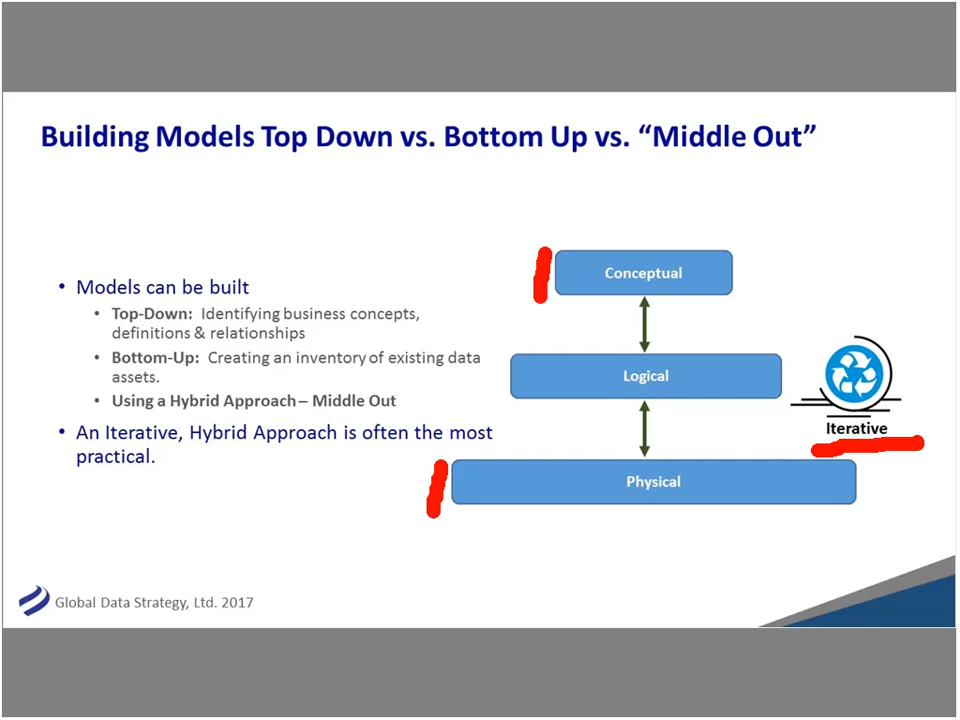 Building Models Top Down vs. Bottom Up vs. “Middle Out”
• Models can be built
• Top-Down: Identifying business concepts,
definitions & relationships
• Bottom-Up: Creating an inventory of existing data
assets.
• Using a Hybrid Approach – Middle Out
• An Iterative, Hybrid Approach is often the most
practical.
Conceptual
Logical
Iterative
Physical
Global Data Strategy, Ltd. 2017